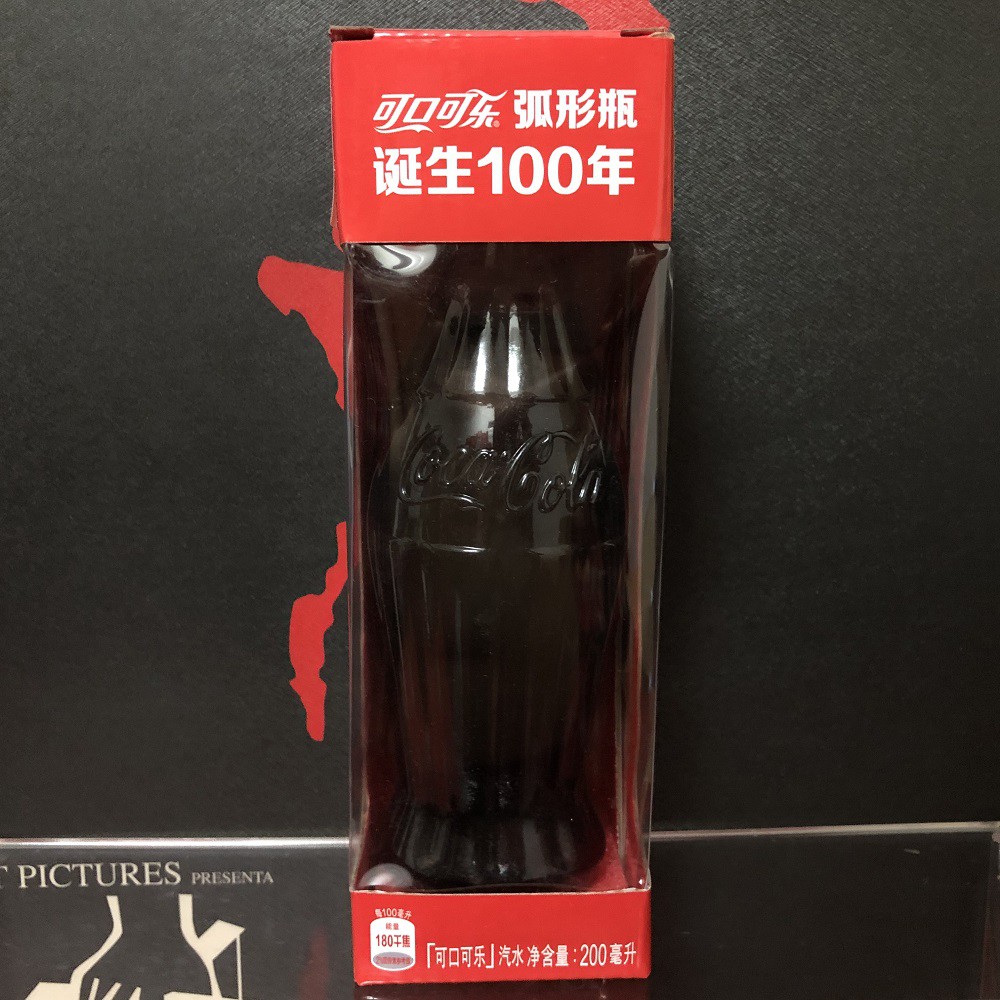 可口可乐 弧形瓶
诞生100年
Coca-Cola
T PICTURES PRESENTA
每100毫升
能量
180千焦
「可口可乐」汽水 净含量:200毫升